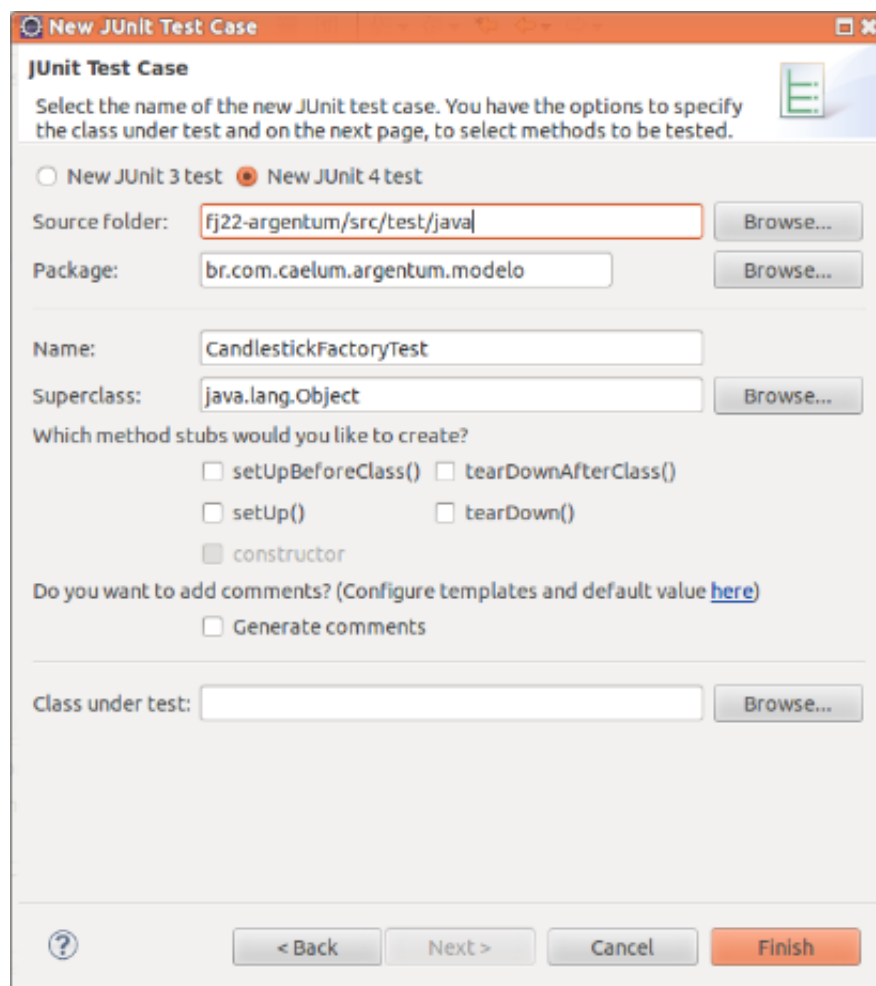 New JUnit Test Case
JUnit Test Case
Select the name of the new JUnit test case. You have the options to specify
the class under test and on the next page, to select methods to be tested.
New JUnit 3 test New JUnit 4 test
Source folder: fj22-argentum/src/test/java Browse...
Package: br.com.caelum.argentum.modelo Browse...
Name: CandlestickFactoryTest
Superclass: java.lang.Object Browse...
Which method stubs would you like to create?
setUpBeforeClass() tearDownAfterClass()
setUp() tearDown()
constructor
Do you want to add comments? (Configure templates and default value here)
Generate comments
Class under test: Browse...
? < Back Next > Cancel Finish